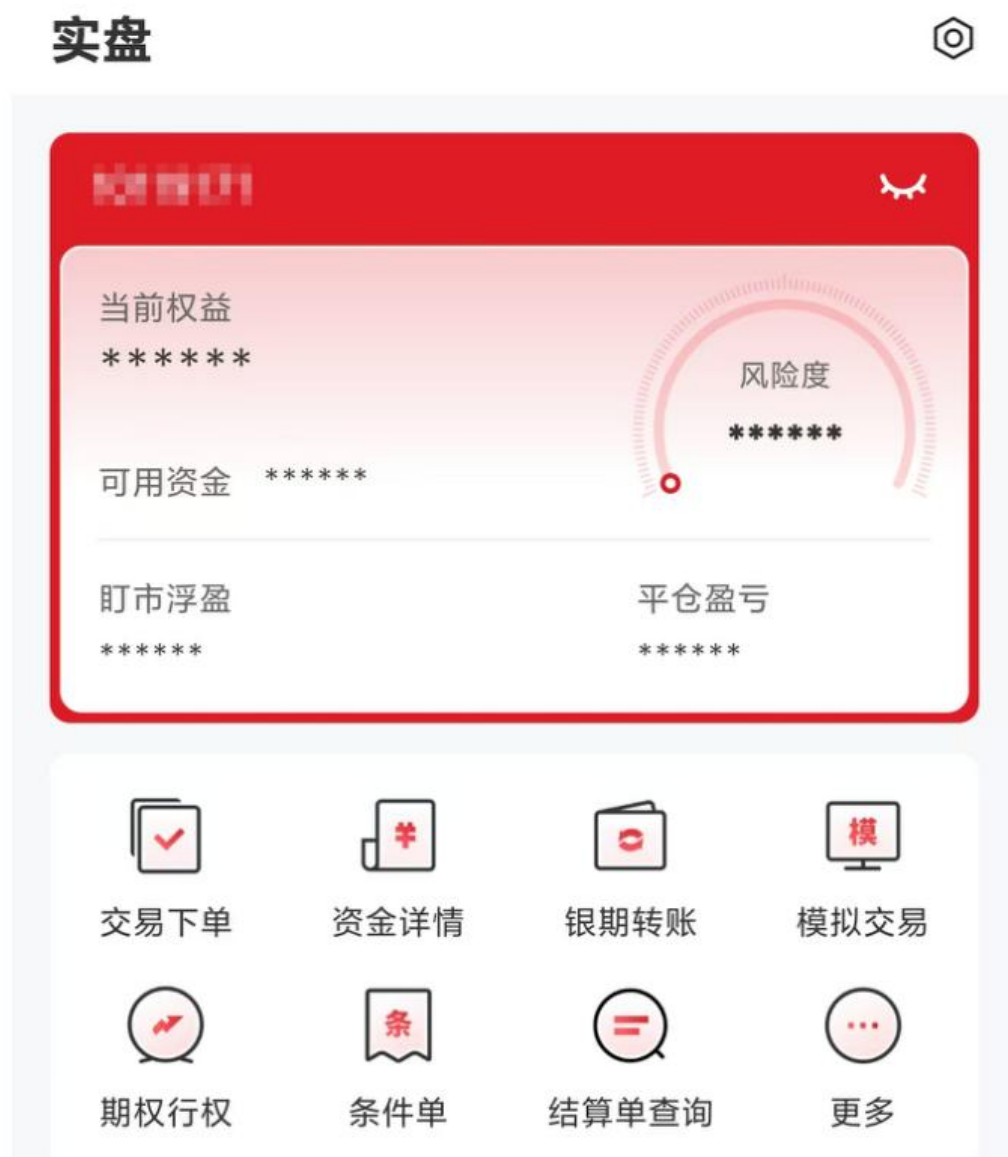 实盘
当前权益
******
风险度
******
可用资金 ******
盯市浮盈 平仓盈亏
****** ******
模
交易下单 资金详情 银期转账 模拟交易
条
期权行权 条件单 结算单查询 更多